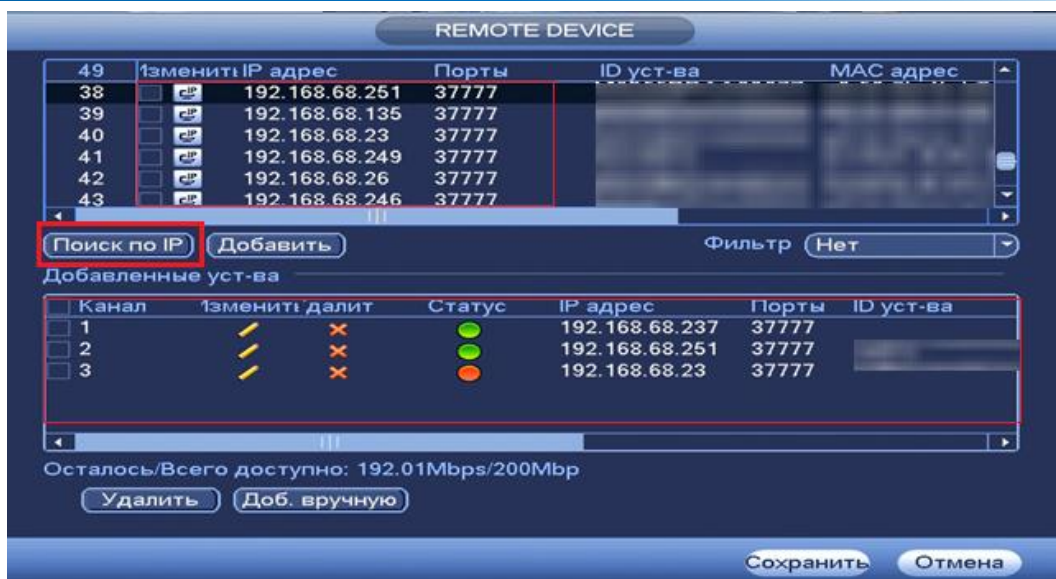 REMOTE DEVICE
49 Ізменитı IP адрес Порты ID уст-ва MAC адрес
38 192.168.68.251 37777
39 192.168.68.135 37777
40 192.168.68.23 37777
41 192.168.68.249 37777
42 192.168.68.26 37777
43 192.168.68.246 37777
Поиск по IP Добавить Фильтр Нет
Добавленные уст-ва
Канал Ізменитı далит Статус IP адрес Порты ID уст-ва
1 192.168.68.237 37777
2 192.168.68.251 37777
3 192.168.68.23 37777
Осталось/Всего доступно: 192.01Mbps/200Mbp
Удалить Доб. вручную
Сохранить Отмена